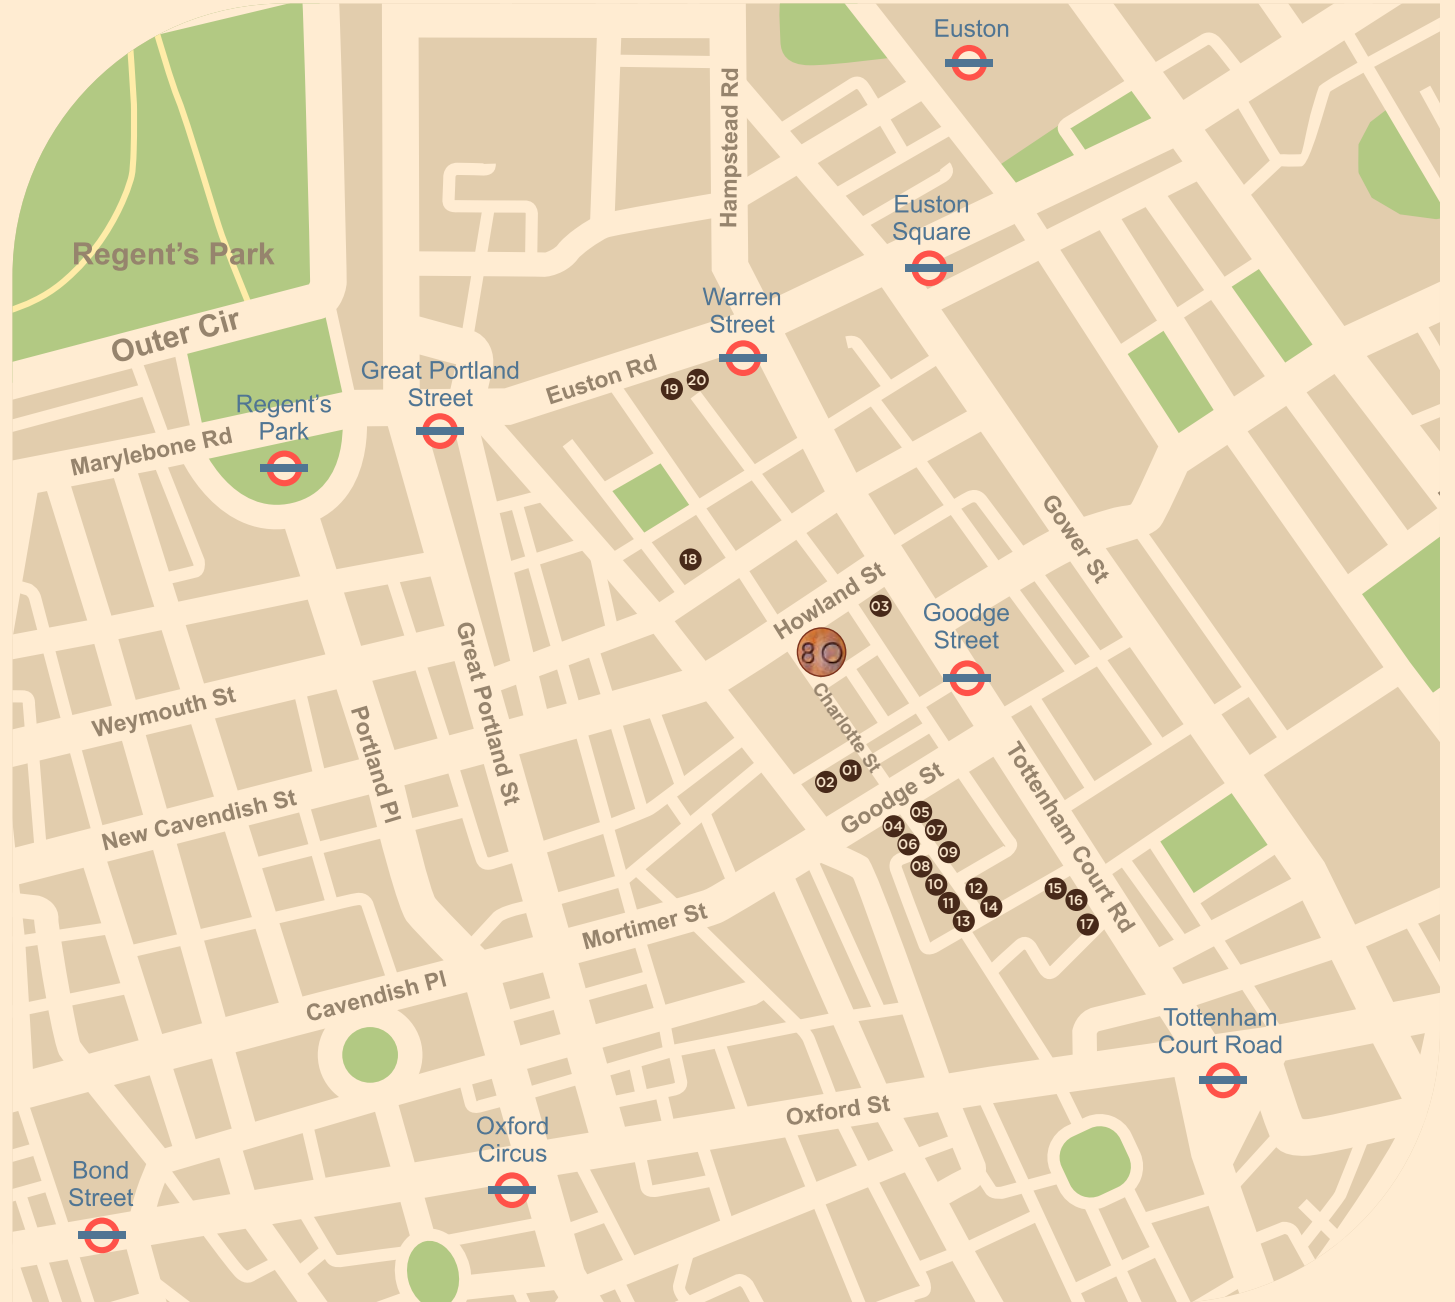 Euston
Hampstead Rd
Euston
Square
Regent's Park
Warren
Street
Outer Cir
Great Portland
Street
Euston Rd
19
20
Regent's
Park
Marylebone Rd
Gower St
18
Howland St
03
Goodge
Street
80
Great Portland St
Weymouth St
Charlotte St
Portland Pl
Tottenham Court Rd
01
02
Goodge St
New Cavendish St
05
04
07
06
09
08
10
12
15
11
16
14
13
17
Mortimer St
Cavendish Pl
Tottenham
Court Road
Oxford St
Oxford
Circus
Bond
Street